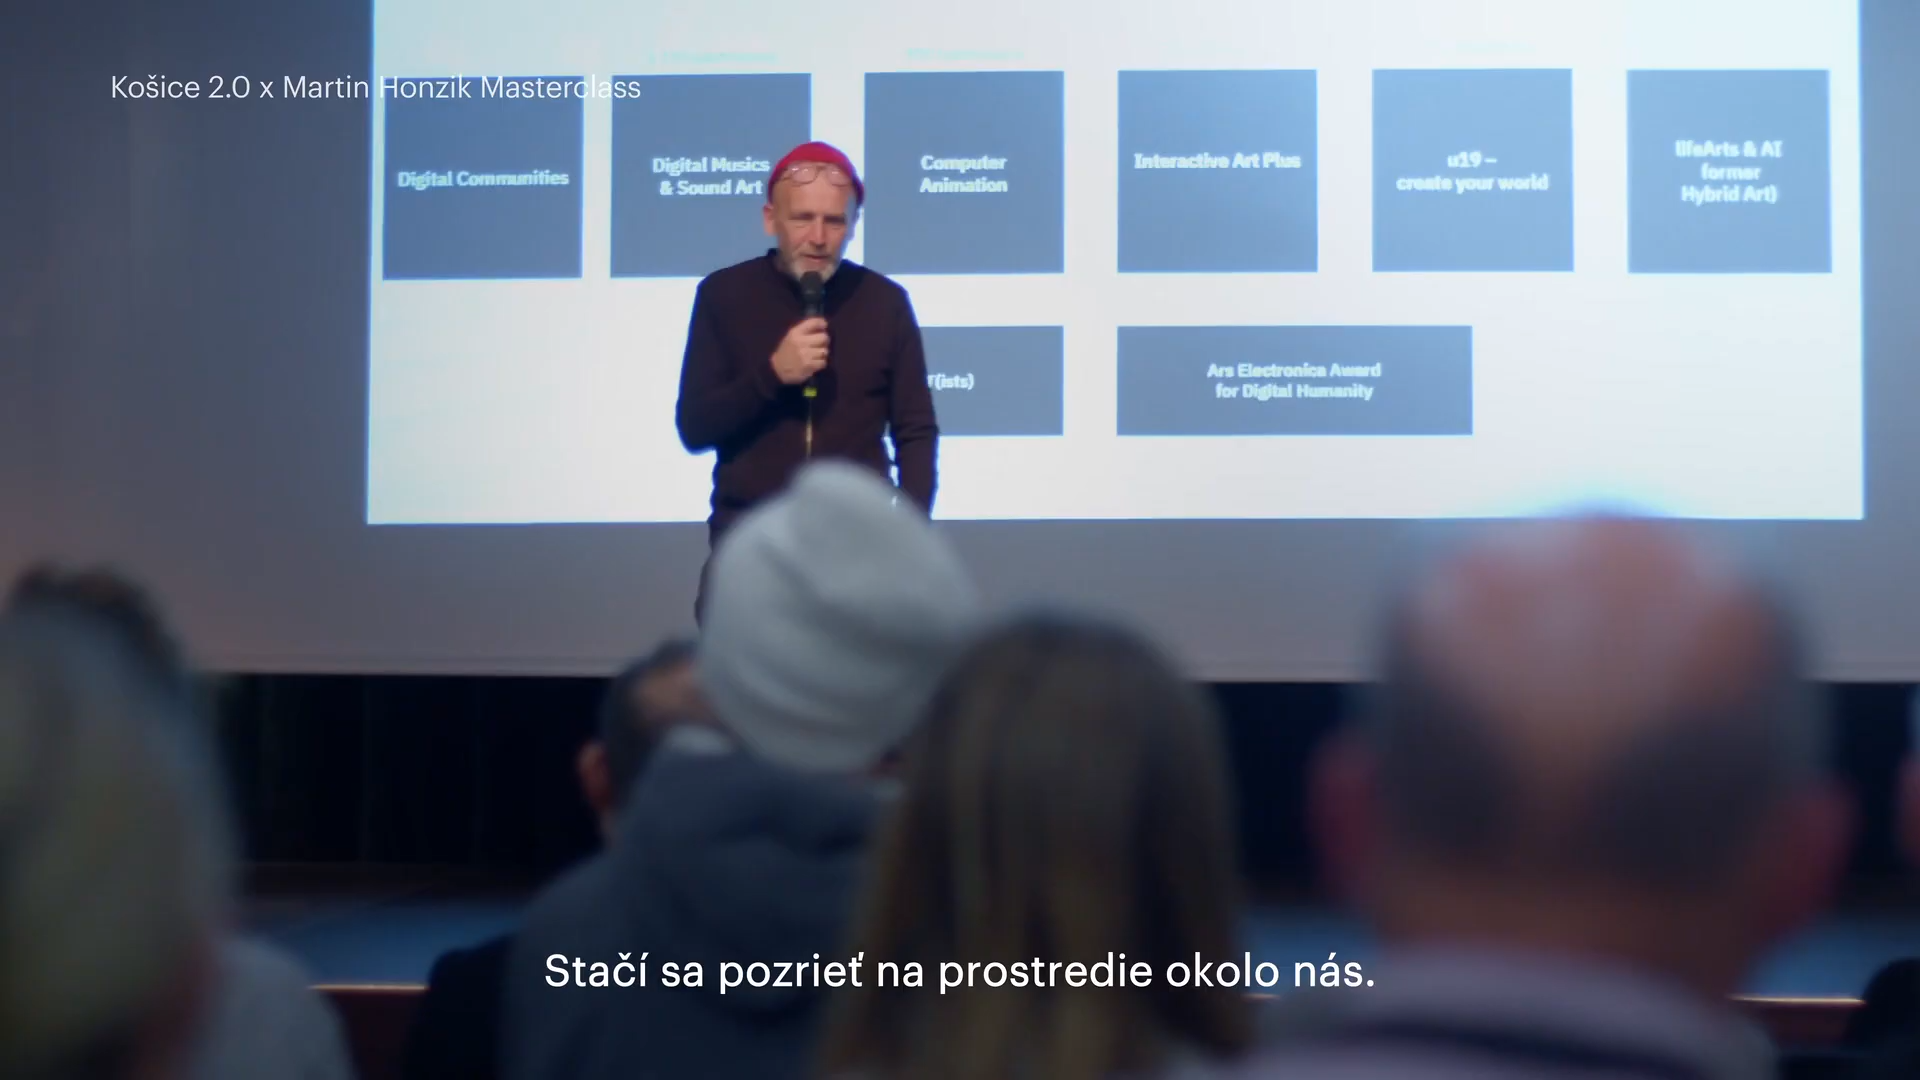 Košice 2.0 x Martin Honzik Masterclass
Digital Communities
Digital Musics
& Sound Art
Computer
Animation
Interactive Art Plus
u19 –
create your world
lifeArts & AI
former
Hybrid Art)
Ars Electronica Award
for Digital Humanity
Stačí sa pozrieť na prostredie okolo nás.